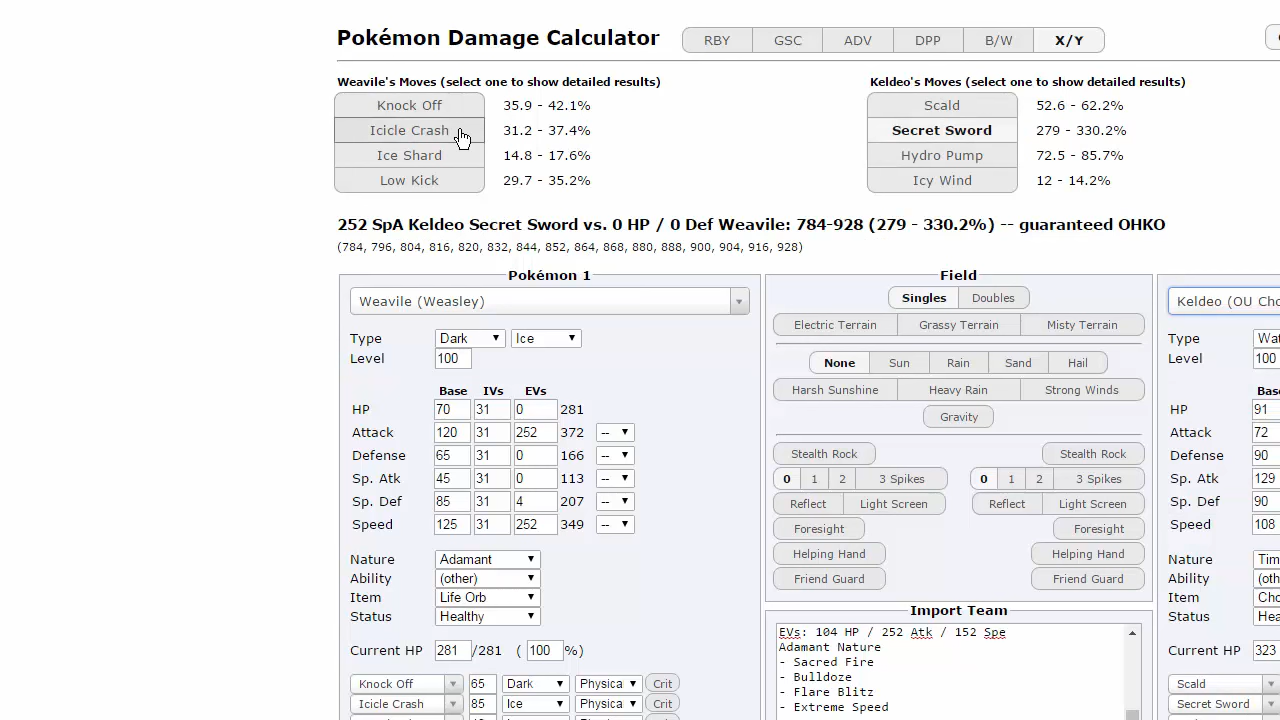 Pokémon Damage Calculator RBY GSC ADV DPP B/W X/Y
Weavile's Moves (select one to show detailed results) Keldeo's Moves (select one to show detailed results)
Knock Off 35.9 - 42.1% Scald 52.6 - 62.2%
Icicle Crash 31.2 - 37.4% Secret Sword 279 - 330.2%
Ice Shard 14.8 - 17.6% Hydro Pump 72.5 - 85.7%
Low Kick 29.7 - 35.2% Icy Wind 12 - 14.2%
252 SpA Keldeo Secret Sword vs. 0 HP / 0 Def Weavile: 784-928 (279 - 330.2%) -- guaranteed OHKO
(784, 796, 804, 816, 820, 832, 844, 852, 864, 868, 880, 888, 900, 904, 916, 928)
Pokémon 1
Weavile (Weasley)
Type Dark Ice
Level 100
Base IVs EVs
HP 70 31 0 281
Attack 120 31 252 372 --
Defense 65 31 0 166 --
Sp. Atk 45 31 0 113 --
Sp. Def 85 31 4 207 --
Speed 125 31 252 349 --
Nature Adamant
Ability (other)
Item Life Orb
Status Healthy
Current HP 281 /281 ( 100 %)
Knock Off 65 Dark Physica Crit
Icicle Crash 85 Ice Physica Crit
Field
Singles Doubles
Electric Terrain Grassy Terrain Misty Terrain
None Sun Rain Sand Hail
Harsh Sunshine Heavy Rain Strong Winds
Gravity
Stealth Rock Stealth Rock
0 1 2 3 Spikes 0 1 2 3 Spikes
Reflect Light Screen Reflect Light Screen
Foresight Foresight
Helping Hand Helping Hand
Friend Guard Friend Guard
Import Team
EVs: 104 HP / 252 Atk / 152 Spe
Adamant Nature
- Sacred Fire
- Bulldoze
- Flare Blitz
- Extreme Speed
Keldeo (OU Cho
Type Wat
Level 100
Bas
HP 91
Attack 72
Defense 90
Sp. Atk 129
Sp. Def 90
Speed 108
Nature Tim
Ability (oth
Item Cho
Status Hea
Current HP 323
Scald
Secret Sword